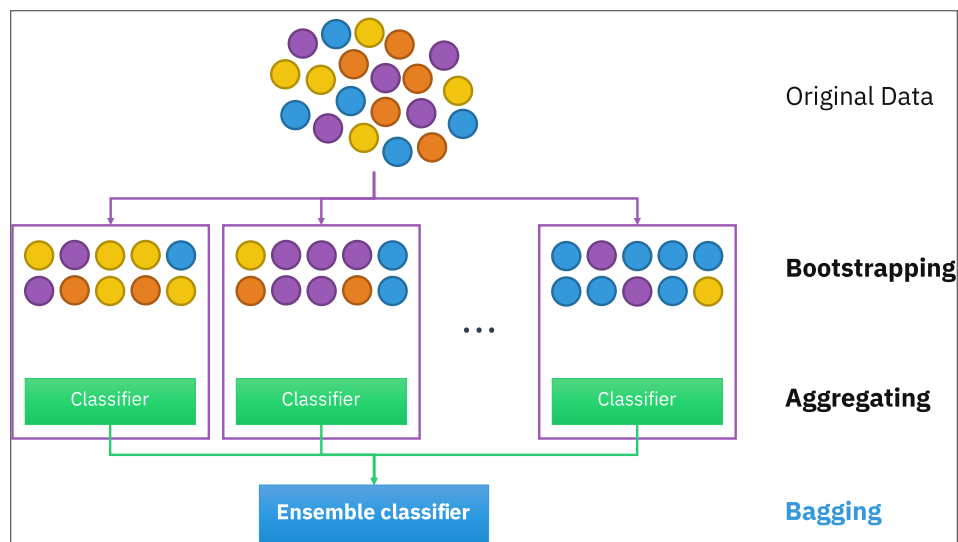 Original Data
Bootstrapping
...
Classifier
Classifier
Classifier
Aggregating
Ensemble classifier
Bagging